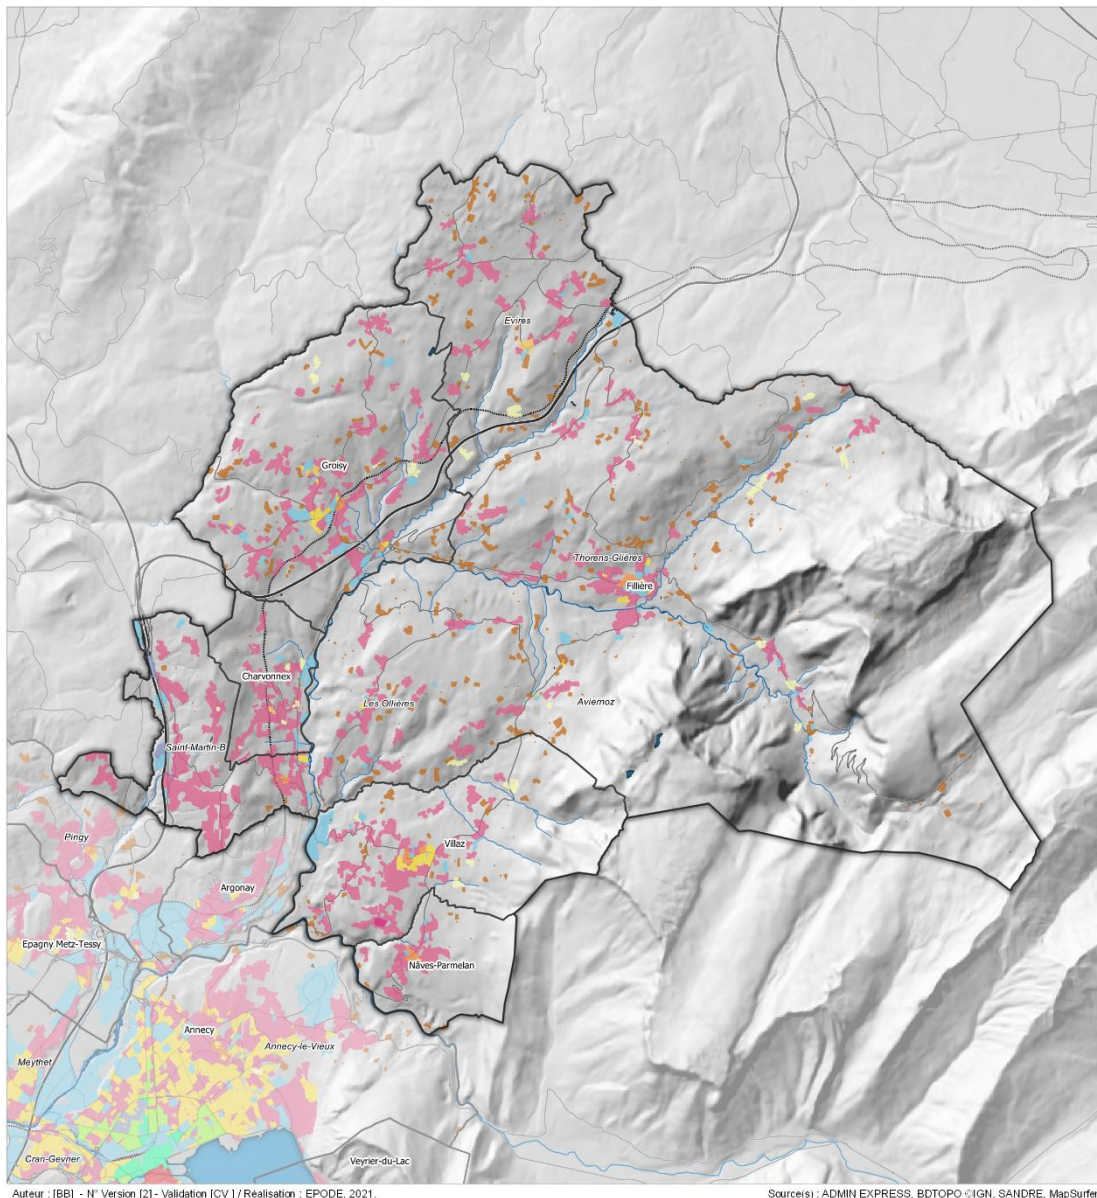 Evires
Groisy
Thorens-Glières
Fillière
Charvonnex
Les Ollières
Aviernoz
Saint-Martin-B
Pingy
Villaz
Argonay
Epagny Metz-Tessy
Nâves-Parmelan
Annecy
Annecy-le-Vieux
Meythet
Cran-Gevrier
Veyrier-du-Lac
Auteur : [BB] - N° Version [2] - Validation [CV] / Réalisation : EPODE, 2021. Source(s) : ADMIN EXPRESS, BDTOPO ©IGN, SANDRE, MapSurfer